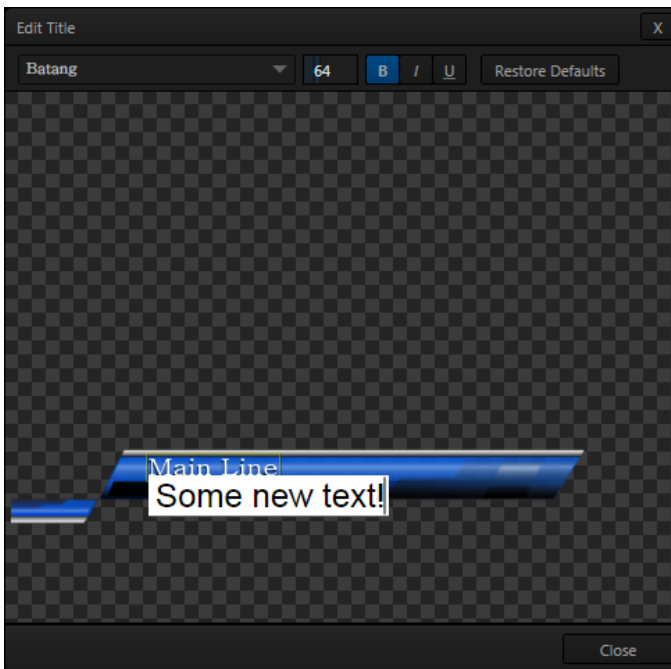 Edit Title X
Batang 64 B I U Restore Defaults
Main Line
Some new text!
Close